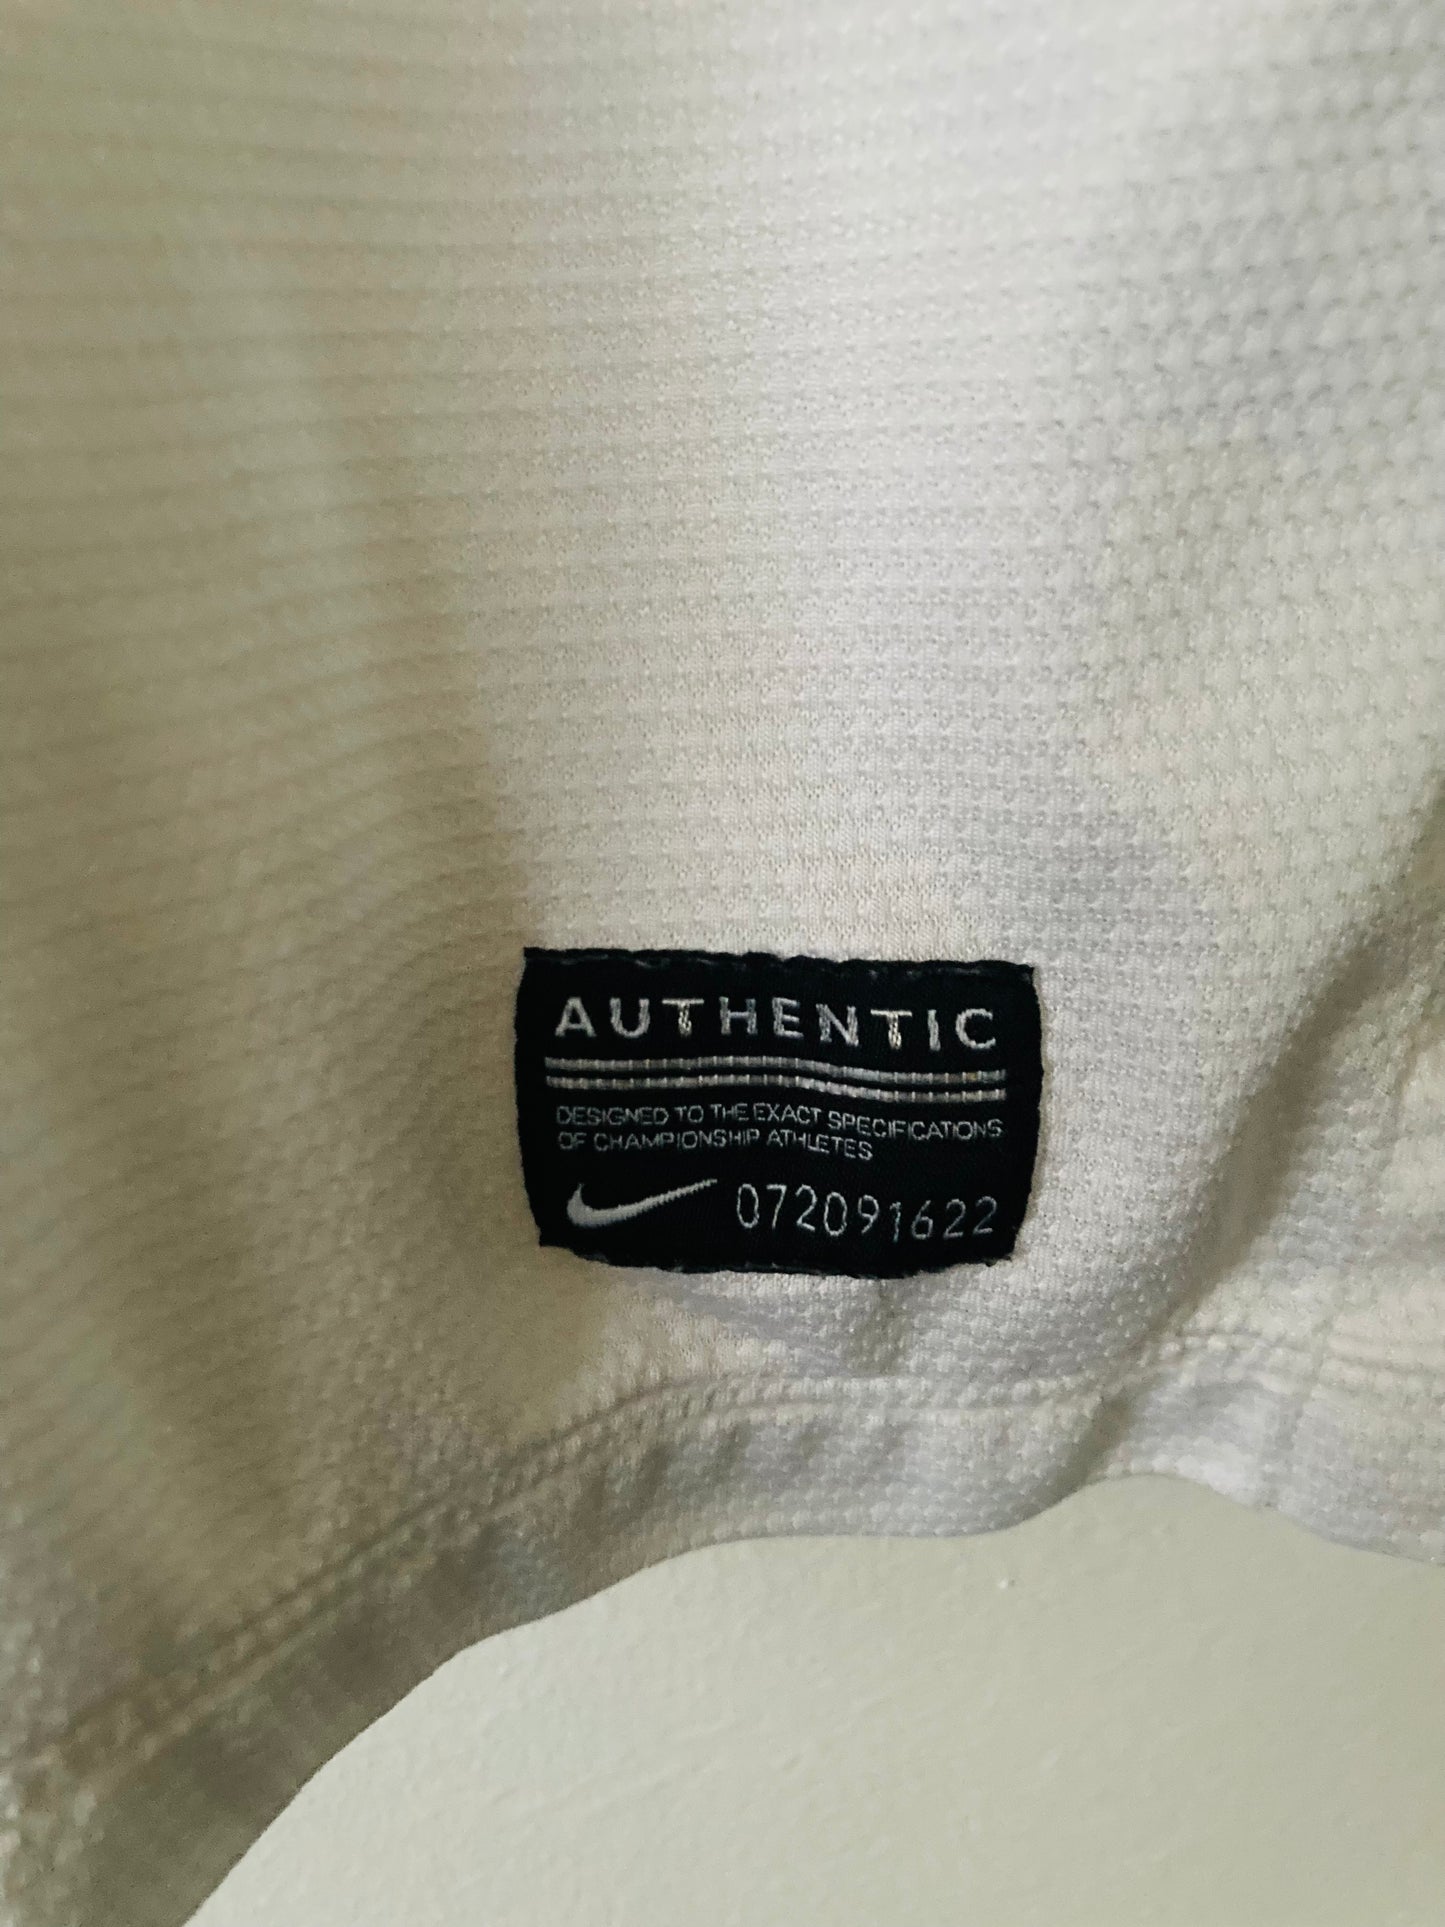 AUTHENTIC
DESIGNED TO THE EXACT SPECIFICATIONS
OF CHAMPIONSHIP ATHLETES
072091622